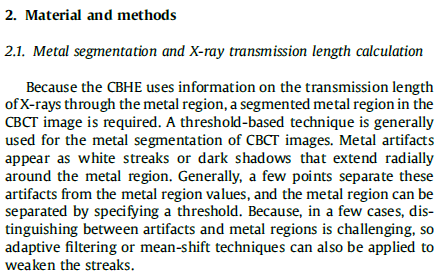 2. Material and methods
2.1. Metal segmentation and X-ray transmission length calculation
Because the CBHE uses information on the transmission length
of X-rays through the metal region, a segmented metal region in the
CBCT image is required. A threshold-based technique is generally
used for the metal segmentation of CBCT images. Metal artifacts
appear as white streaks or dark shadows that extend radially
around the metal region. Generally, a few points separate these
artifacts from the metal region values, and the metal region can be
separated by specifying a threshold. Because, in a few cases, dis-
tinguishing between artifacts and metal regions is challenging, so
adaptive filtering or mean-shift techniques can also be applied to
weaken the streaks.